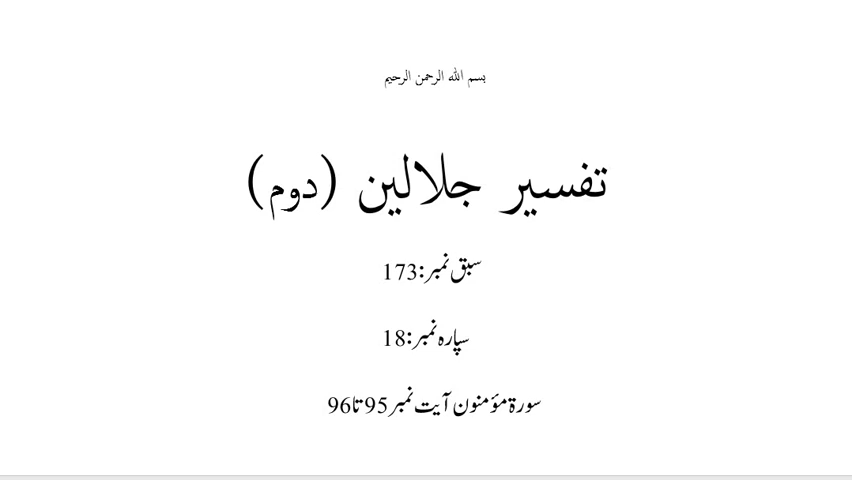 بسم اللہ الرحمن الرحیم
تفسیر جلالین (دوم)
سبق نمبر:173
سپارہ نمبر:18
سورۃ مؤمنون آیت نمبر 95 تا 96